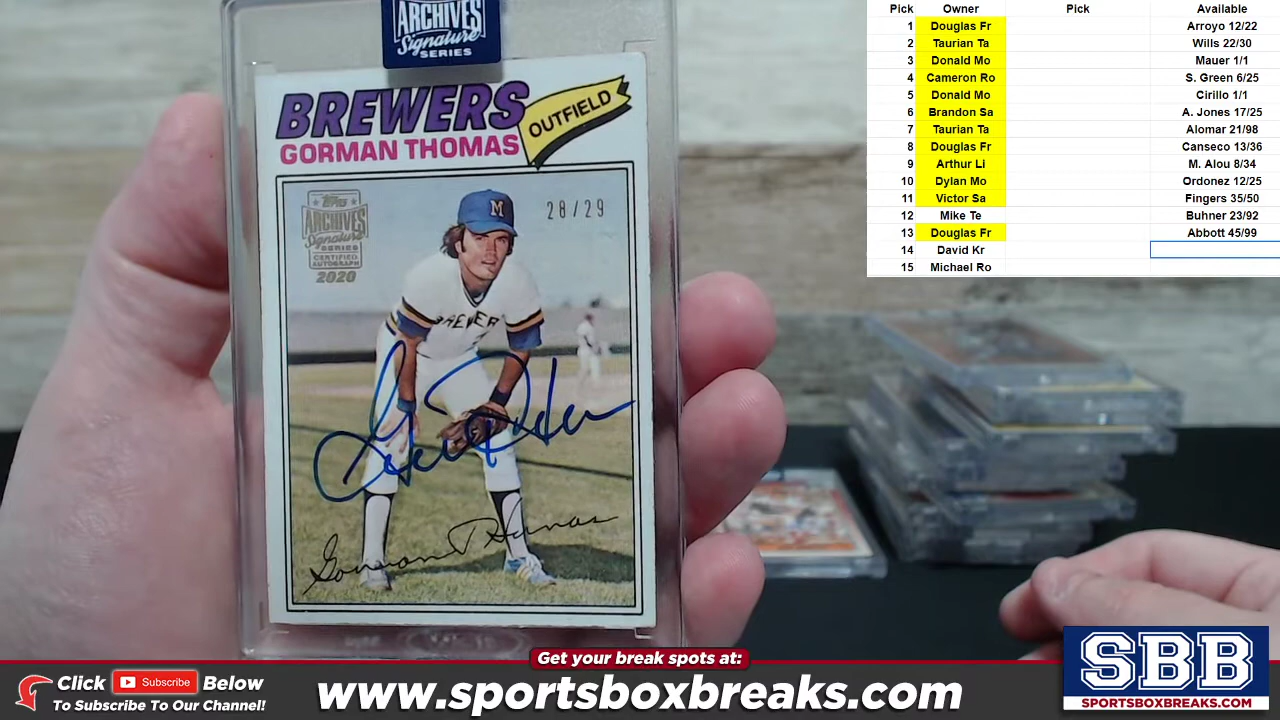 ARCHIVES
Signature
SERIES
BREWERS
OUTFIELD
GORMAN THOMAS
Topps
ARCHIVES
Signature
SERIES
CERTIFIED
AUTOGRAPH
2020
28/29
M
BREWER
Gorman Thomas
Pick Owner Pick Available
1 Douglas Fr Arroyo 12/22
2 Taurian Ta Wills 22/30
3 Donald Mo Mauer 1/1
4 Cameron Ro S. Green 6/25
5 Donald Mo Cirillo 1/1
6 Brandon Sa A. Jones 17/25
7 Taurian Ta Alomar 21/98
8 Douglas Fr Canseco 13/36
9 Arthur Li M. Alou 8/34
10 Dylan Mo Ordonez 12/25
11 Victor Sa Fingers 35/50
12 Mike Te Buhner 23/92
13 Douglas Fr Abbott 45/99
14 David Kr
15 Michael Ro
Get your break spots at:
Click Subscribe Below
To Subscribe To Our Channel!
www.sportsboxbreaks.com
SBB
SPORTSBOXBREAKS.COM